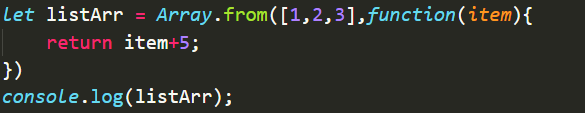 let listArr = Array.from([1,2,3],function(item){
    return item+5;
})
console.log(listArr);